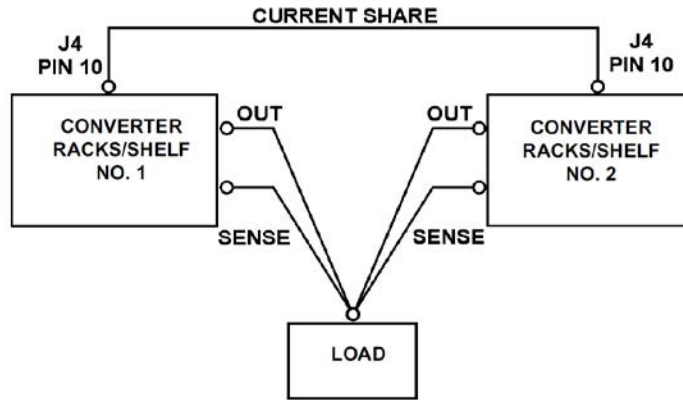 CURRENT SHARE
J4
PIN 10
J4
PIN 10
CONVERTER
RACKS/SHELF
NO. 1
OUT
SENSE
OUT
SENSE
CONVERTER
RACKS/SHELF
NO. 2
LOAD